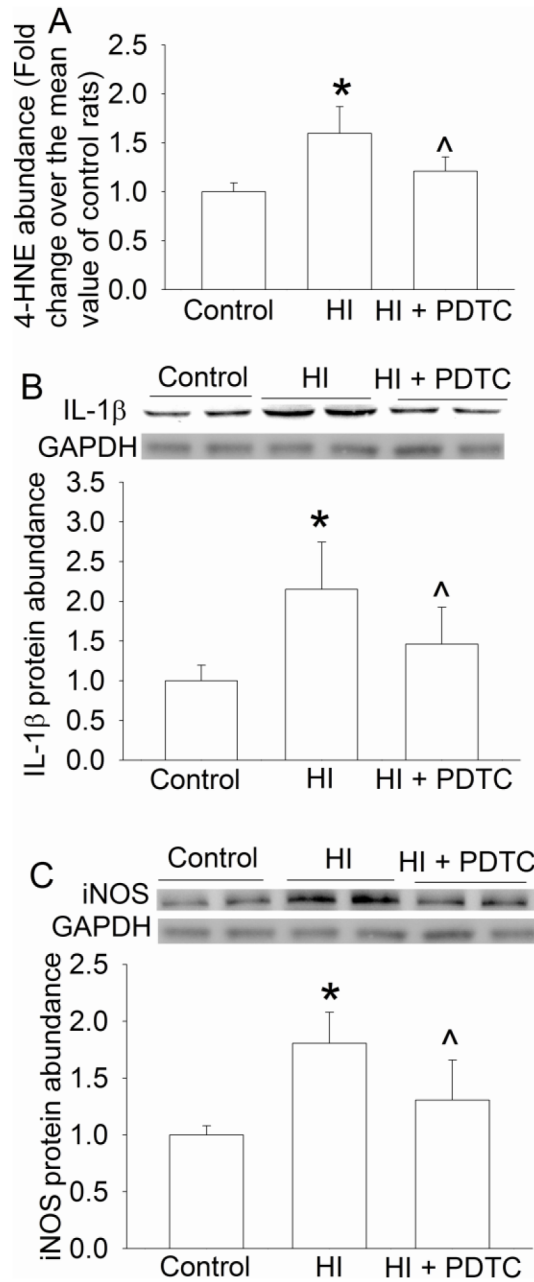 A
4-HNE abundance (Fold
change over the mean
value of control rats)
2.5
2.0
1.5
1.0
0.5
0.0
*
^
Control HI HI + PDTC
B
Control HI HI + PDTC
IL-1β
GAPDH
IL-1β protein abundance
3.5
3.0
2.5
2.0
1.5
1.0
0.5
0.0
*
^
Control HI HI + PDTC
C
Control HI HI + PDTC
iNOS
GAPDH
iNOS protein abundance
2.5
2.0
1.5
1.0
0.5
0.0
*
^
Control HI HI + PDTC